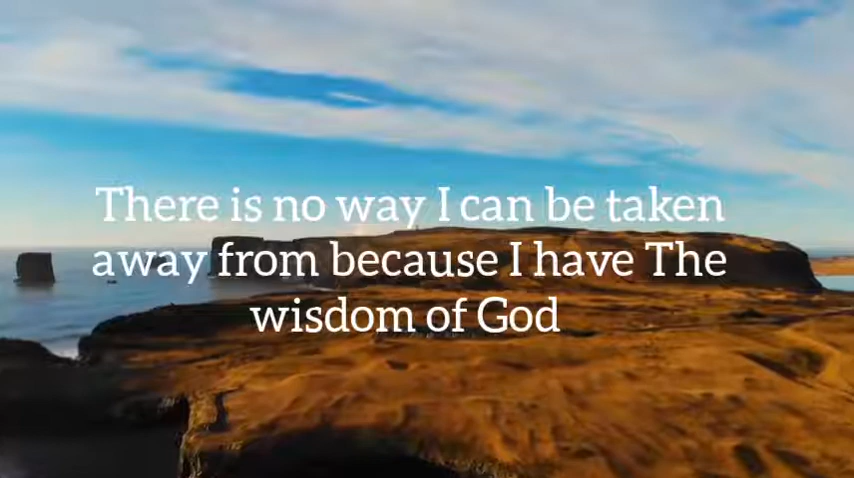 There is no way I can be taken
away from because I have The
wisdom of God